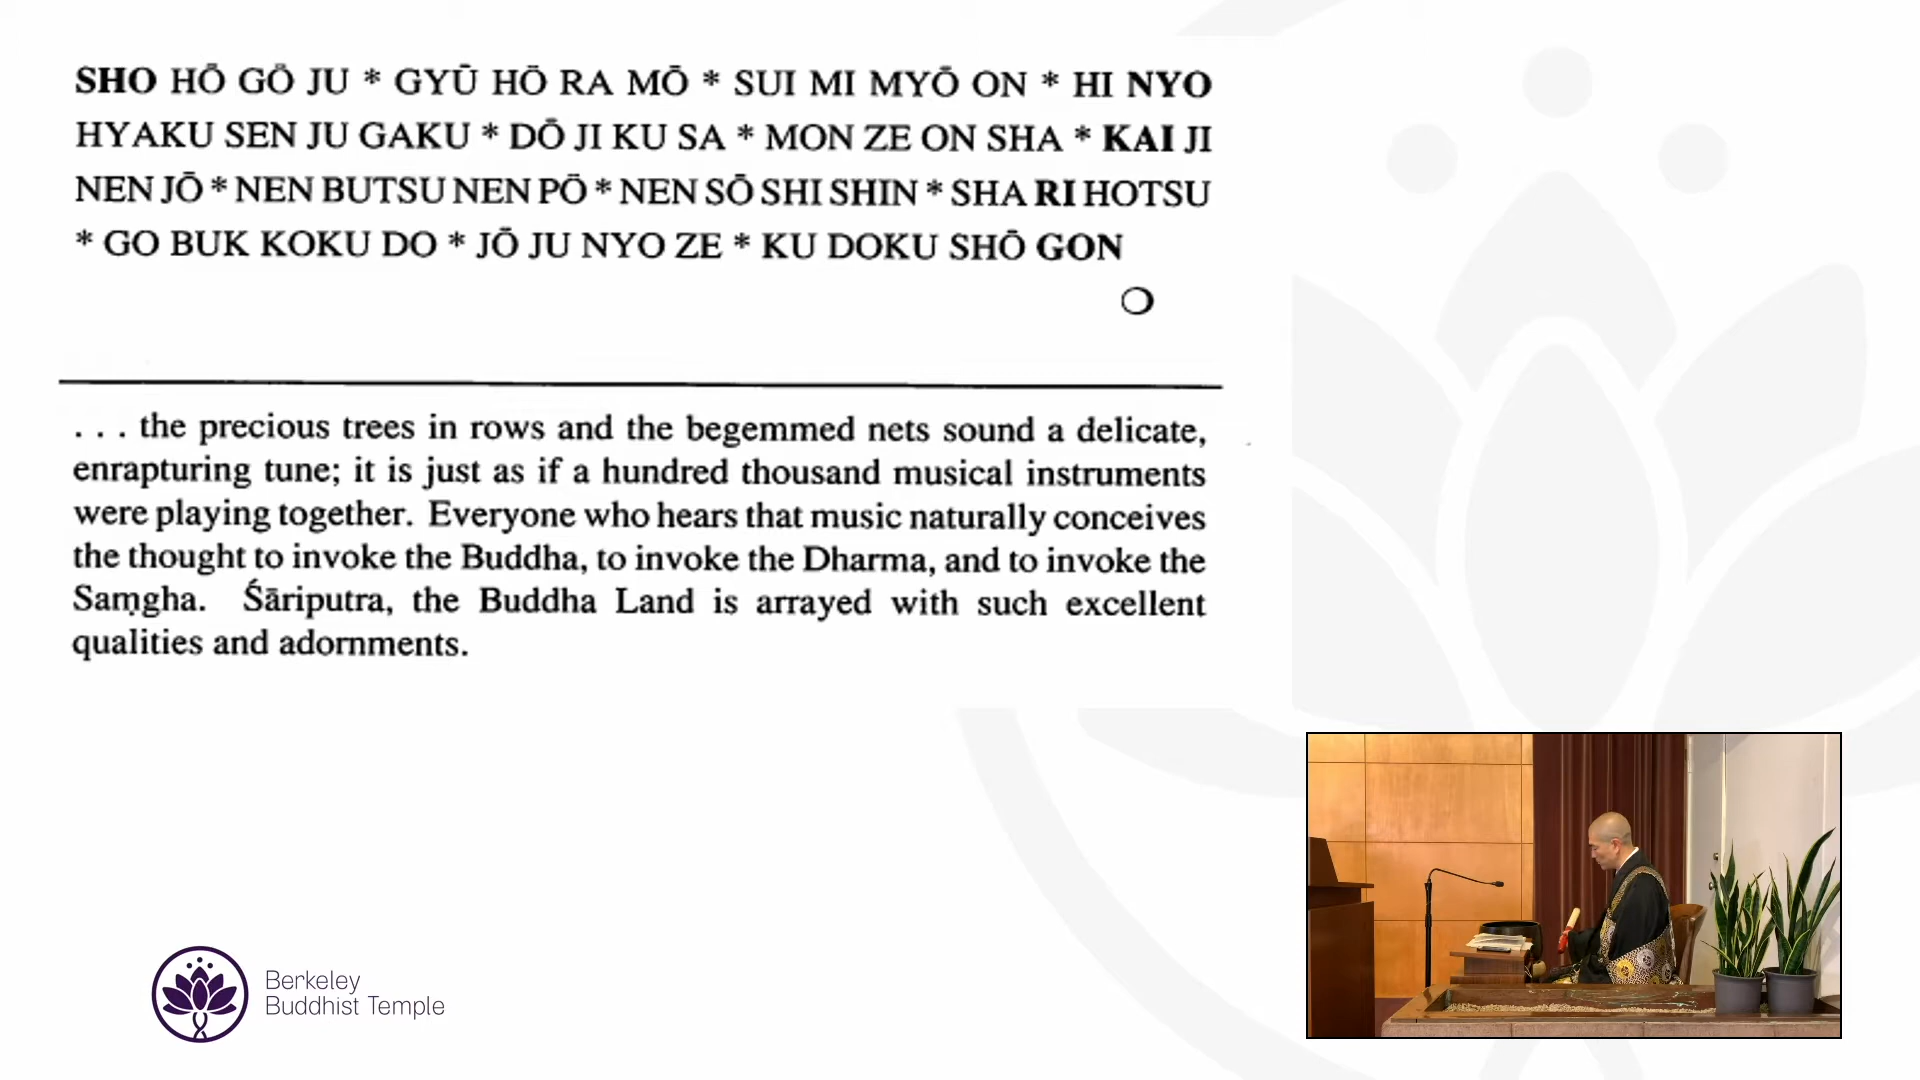 SHO HŌ GŌ JU * GYŪ HŌ RA MŌ * SUI MI MYŌ ON * HI NYO
HYAKU SEN JU GAKU * DŌ JI KU SA * MON ZE ON SHA * KAI JI
NEN JŌ * NEN BUTSU NEN PŌ * NEN SŌ SHI SHIN * SHA RI HOTSU
* GO BUK KOKU DO * JŌ JU NYO ZE * KU DOKU SHŌ GON
. . . the precious trees in rows and the begemmed nets sound a delicate,
enrapturing tune; it is just as if a hundred thousand musical instruments
were playing together. Everyone who hears that music naturally conceives
the thought to invoke the Buddha, to invoke the Dharma, and to invoke the
Saṃgha. Śāriputra, the Buddha Land is arrayed with such excellent
qualities and adornments.
Berkeley
Buddhist Temple